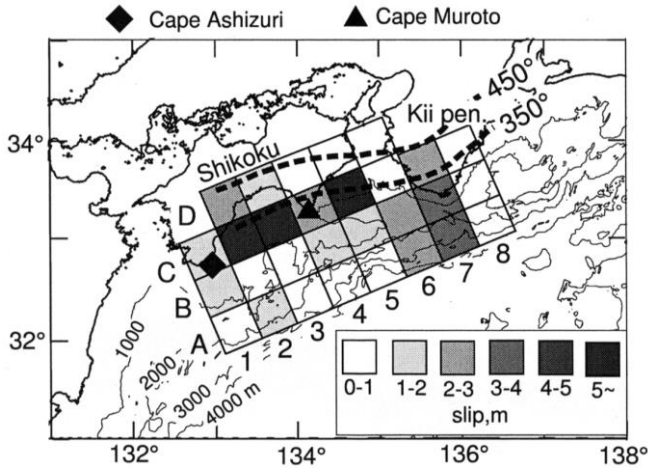 Cape Ashizuri Cape Muroto
450°
Kii pen.
350°
34°
Shikoku
D
C
B
A
1 2 3 4 5 6 7 8
32°
1000
2000
3000
4000 m
0-1 1-2 2-3 3-4 4-5 5~
slip,m
132° 134° 136° 138°